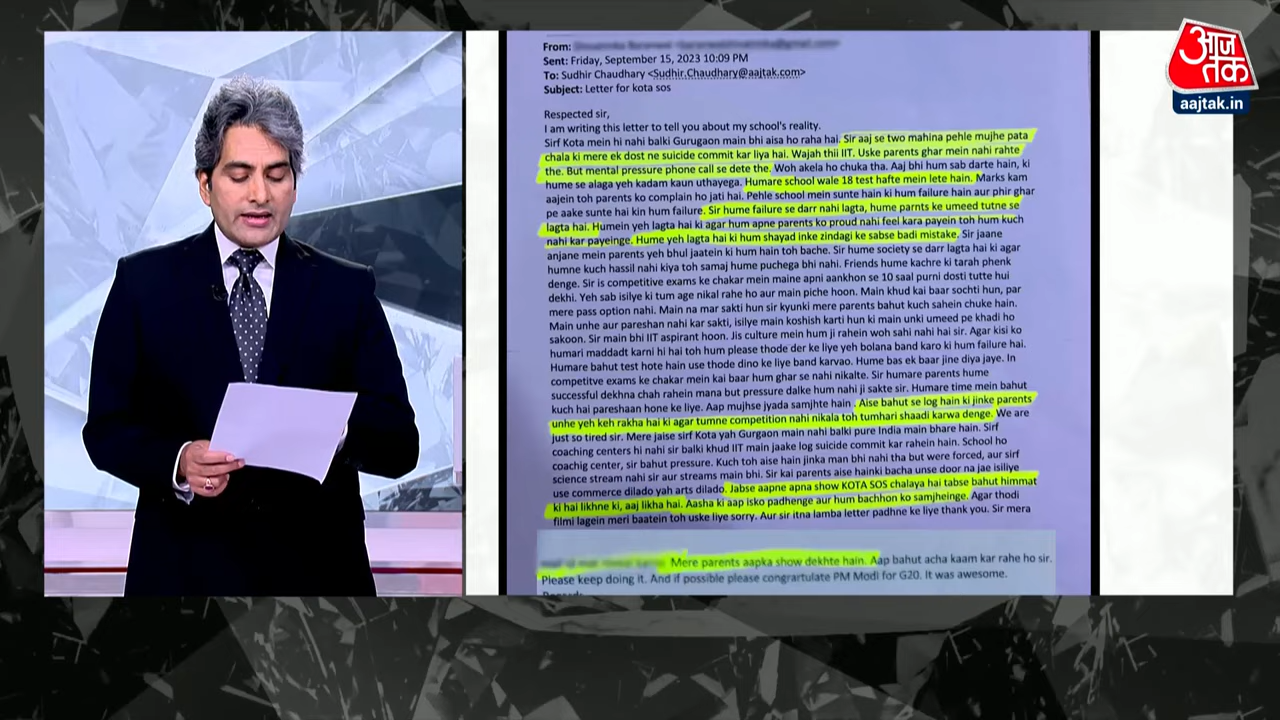 आज
तक
aajtak.in
From:
Sent: Friday, September 15, 2023 10:09 PM
To: Sudhir Chaudhary <Sudhir.Chaudhary@aajtak.com>
Subject: Letter for kota sos
Respected sir,
I am writing this letter to tell you about my school's reality.
Sirf Kota mein hi nahi balki Gurugaon main bhi aisa ho raha hai. Sir aaj se two mahina pehle mujhe pata
chala ki mere ek dost ne suicide commit kar liya hai. Wajah thii IIT. Uske parents ghar mein nahi rahte
the. But mental pressure phone call se dete the. Woh akela ho chuka tha. Aaj bhi hum sab darte hain, ki
hume se alaga yeh kadam kaun uthayega. Humare school wale 18 test hafte mein lete hain. Marks kam
aajein toh parents ko complain ho jati hai. Pehle school mein sunte hain ki hum failure hain aur phir ghar
pe aake sunte hai kin hum failure. Sir hume failure se darr nahi lagta, hume parnts ke umeed tutne se
lagta hai. Humein yeh lagta hai ki agar hum apne parents ko proud nahi feel kara payein toh hum kuch
nahi kar payeinge. Hume yeh lagta hai ki hum shayad inke zindagi ke sabse badi mistake. Sir jaane
anjane mein parents yeh bhul jaatein ki hum hain toh bache. Sir hume society se darr lagta hai ki agar
humne kuch hassil nahi kiya toh samaj hume puchega bhi nahi. Friends hume kachre ki tarah phenk
denge. Sir is competitive exams ke chakar mein maine apni aankhon se 10 saal purni dosti tutte hui
dekhi. Yeh sab isilye ki tum age nikal rahe ho aur main piche hoon. Main khud kai baar sochti hun, par
mere pass option nahi. Main na mar sakti hun sir kyunki mere parents bahut kuch sahein chuke hain.
Main unhe aur pareshan nahi kar sakti, isilye main koshish karti hun ki main unki umeed pe khadi ho
sakoon. Sir main bhi IIT aspirant hoon. Jis culture mein hum ji rahein woh sahi nahi hai sir. Agar kisi ko
humari maddadt karni hi hai toh hum please thode der ke liye yeh bolana band karo ki hum failure hai.
Humare bahut test hote hain use thode dino ke liye band karvao. Hume bas ek baar jine diya jaye. In
competitve exams ke chakar mein kai baar hum ghar se nahi nikalte. Sir humare parents hume
successful dekhna chah rahein mana but pressure dalke hum nahi ji sakte sir. Humare time mein bahut
kuch hai pareshaan hone ke liye. Aap mujhse jyada samajhte hain . Aise bahut se log hain ki jinke parents
unhe yeh keh rakha hai ki agar tumne competition nahi nikala toh tumhari shaadi karwa denge. We are
just so tired sir. Mere jaise sirf Kota yah Gurgaon main nahi balki pure India main bhare hain. Sirf
coaching centers hi nahi sir balki khud IIT main jaake log suicide commit kar rahein hain. School ho
coachig center, sir bahut pressure. Kuch toh aise hain jinka man bhi nahi tha but were forced, aur sirf
science stream nahi sir aur streams main bhi. Sir kai parents aise hainki bacha unse door na jae isiliye
use commerce dilado yah arts dilado. Jabse aapne apna show KOTA SOS chalaya hai tabse bahut himmat
ki hai likhne ki, aaj likha hai. Aasha ki aap isko padhenge aur hum bachhon ko samjheinge. Agar thodi
filmi lagein meri baatein toh uske liye sorry. Aur sir itna lamba letter padhne ke liye thank you. Sir mera
Mere parents aapka show dekhte hain. Aap bahut acha kaam kar rahe ho sir.
Please keep doing it. And if possible please congrartulate PM Modi for G20. It was awesome.